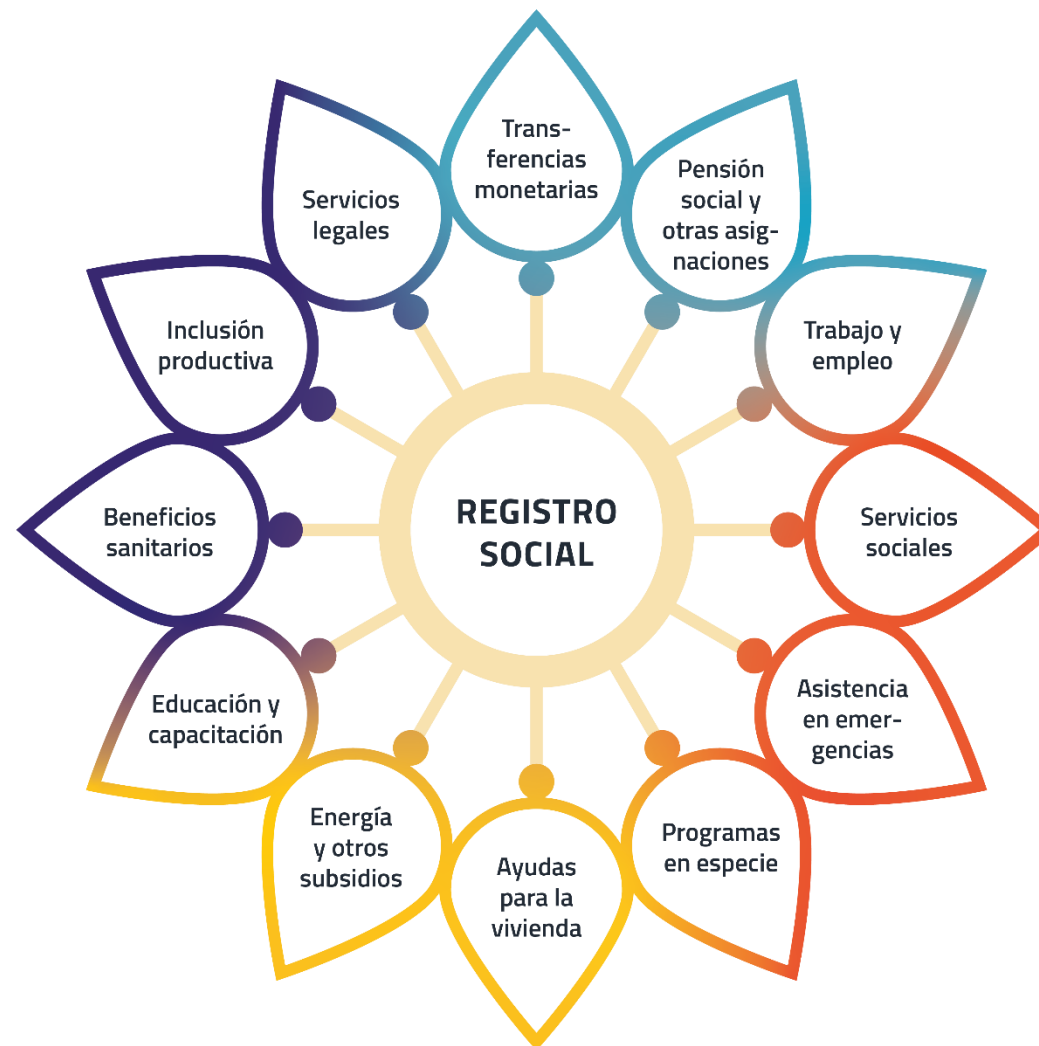 Trans-
ferencias
monetarias
Pensión
social y
otras asig-
naciones
Trabajo y
empleo
Servicios
sociales
Asistencia
en emer-
gencias
Programas
en especie
Ayudas
para la
vivienda
Energía
y otros
subsidios
Educación y
capacitación
Beneficios
sanitarios
Inclusión
productiva
Servicios
legales
REGISTRO
SOCIAL